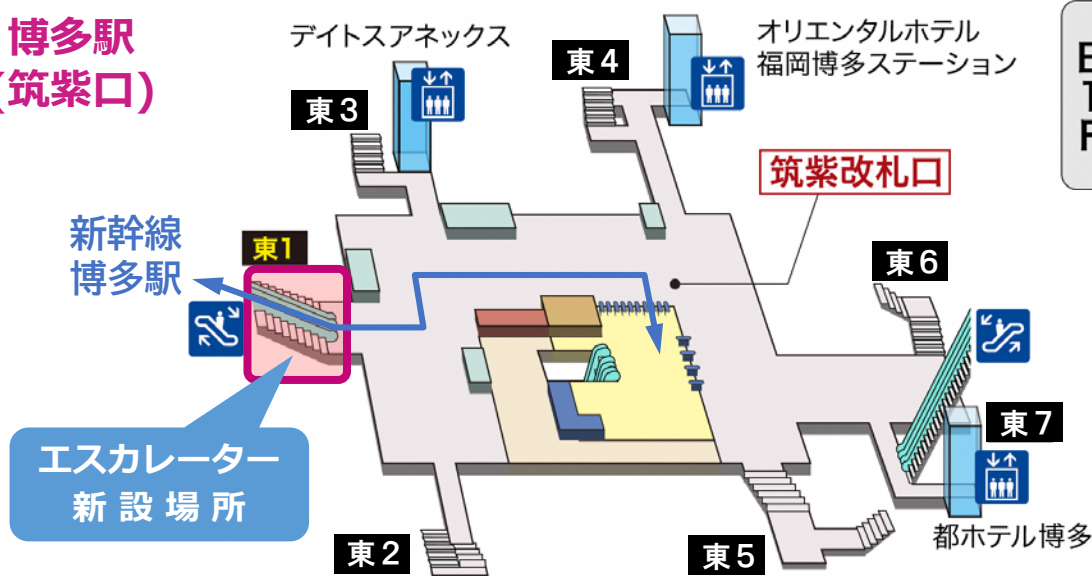 博多駅
(筑紫口)
デイトスアネックス
オリエンタルホテル
福岡博多ステーション
東4
東3
筑紫改札口
新幹線
博多駅
東1
東6
エスカレーター
新設場所
東7
都ホテル博多
東2
東5